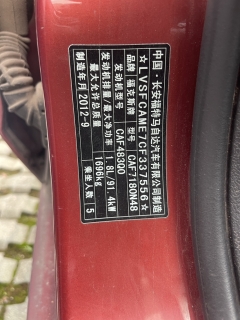 中国·长安福特马自达汽车有限公司制造
☆LVSFCAME7CF337556☆
品牌 福克斯牌 CAF7180N48
发动机型号 CAF483Q0
发动机排量/最大净功率 1.8L/91.4kW
最大允许总质量 1696kg
制造年月 2012-9 乘坐人数 5